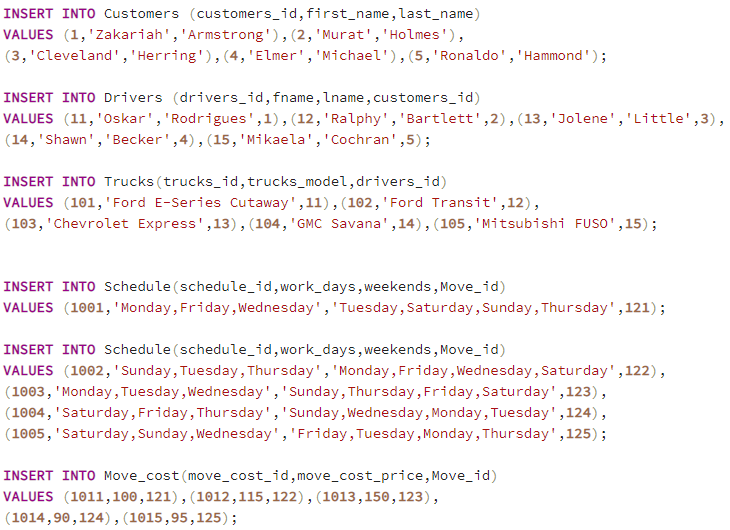 INSERT INTO Customers (customers_id,first_name,last_name)
VALUES (1,'Zakariah','Armstrong'),(2,'Murat','Holmes'),
(3,'Cleveland','Herring'),(4,'Elmer','Michael'),(5,'Ronaldo','Hammond');
INSERT INTO Drivers (drivers_id,fname,lname,customers_id)
VALUES (11,'Oskar','Rodrigues',1),(12,'Ralphy','Bartlett',2),(13,'Jolene','Little',3),
(14,'Shawn','Becker',4),(15,'Mikaela','Cochran',5);
INSERT INTO Trucks(trucks_id,trucks_model,drivers_id)
VALUES (101,'Ford E-Series Cutaway',11),(102,'Ford Transit',12),
(103,'Chevrolet Express',13),(104,'GMC Savana',14),(105,'Mitsubishi FUSO',15);
INSERT INTO Schedule(schedule_id,work_days,weekends,Move_id)
VALUES (1001,'Monday,Friday,Wednesday','Tuesday,Saturday,Sunday,Thursday',121);
INSERT INTO Schedule(schedule_id,work_days,weekends,Move_id)
VALUES (1002,'Sunday,Tuesday,Thursday','Monday,Friday,Wednesday,Saturday',122),
(1003,'Monday,Tuesday,Wednesday','Sunday,Thursday,Friday,Saturday',123),
(1004,'Saturday,Friday,Thursday','Sunday,Wednesday,Monday,Tuesday',124),
(1005,'Saturday,Sunday,Wednesday','Friday,Tuesday,Monday,Thursday',125);
INSERT INTO Move_cost(move_cost_id,move_cost_price,Move_id)
VALUES (1011,100,121),(1012,115,122),(1013,150,123),
(1014,90,124),(1015,95,125);